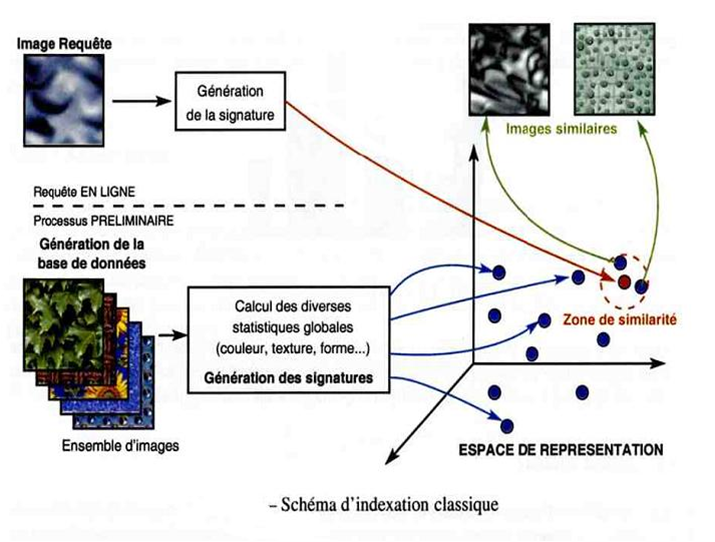 Image Requête
Génération
de la signature
Images similaires
Requête EN LIGNE
Processus PRELIMINAIRE
Génération de la
base de données
Calcul des diverses
statistiques globales
(couleur, texture, forme...)
Génération des signatures
Zone de similarité
Ensemble d'images
ESPACE DE REPRESENTATION
– Schéma d'indexation classique